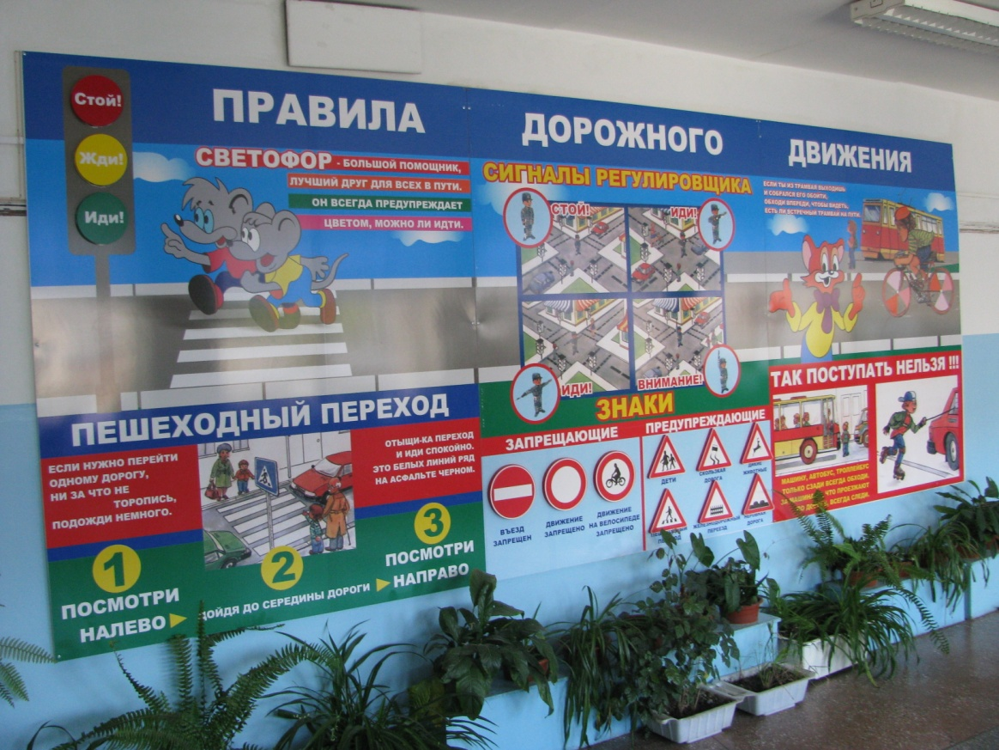 ПРАВИЛА ДОРОЖНОГО ДВИЖЕНИЯ
Стой!
Жди!
Иди!
СВЕТОФОР - БОЛЬШОЙ ПОМОЩНИК,
ЛУЧШИЙ ДРУГ ДЛЯ ВСЕХ В ПУТИ.
ОН ВСЕГДА ПРЕДУПРЕЖДАЕТ
ЦВЕТОМ, МОЖНО ЛИ ИДТИ.
ПЕШЕХОДНЫЙ ПЕРЕХОД
ЕСЛИ НУЖНО ПЕРЕЙТИ
ОДНОМУ ДОРОГУ,
НИ ЗА ЧТО НЕ
ТОРОПИСЬ,
ПОДОЖДИ НЕМНОГО.
ОТЫЩИ-КА ПЕРЕХОД
И ИДИ СПОКОЙНО.
ЭТО БЕЛЫХ ЛИНИЙ РЯД
НА АСФАЛЬТЕ ЧЕРНОМ.
1
ПОСМОТРИ
НАЛЕВО
2
ДОЙДЯ ДО СЕРЕДИНЫ ДОРОГИ
3
ПОСМОТРИ
НАПРАВО
СИГНАЛЫ РЕГУЛИРОВЩИКА
СТОЙ!
ИДИ!
ИДИ!
ВНИМАНИЕ!
ЗНАКИ
ЗАПРЕЩАЮЩИЕ
ВЪЕЗД
ЗАПРЕЩЕН
ДВИЖЕНИЕ
ЗАПРЕЩЕНО
ДВИЖЕНИЕ
НА ВЕЛОСИПЕДЕ
ЗАПРЕЩЕНО
ПРЕДУПРЕЖДАЮЩИЕ
ДЕТИ
СКОЛЬЗКАЯ
ДОРОГА
ДИКИЕ
ЖИВОТНЫЕ
ЖЕЛЕЗНОДОРОЖНЫЙ
ПЕРЕЕЗД
ДОРОГА
ЕСЛИ ТЫ ИЗ ТРАМВАЯ ВЫХОДИШЬ
И СОБРАЛСЯ ЕГО ОБОЙТИ,
ОБХОДИ ВПЕРЕДИ, ЧТОБЫ ВИДЕТЬ,
ЕСТЬ ЛИ ВСТРЕЧНЫЙ ТРАМВАЙ НА ПУТИ.
ТАК ПОСТУПАТЬ НЕЛЬЗЯ !!!
МАШИНУ, АВТОБУС, ТРОЛЛЕЙБУС
ТОЛЬКО СЗАДИ ВСЕГДА ОБХОДИ.
ЗА МАШИНАМИ, ЧТО ПРОЕЗЖАЮТ
ВСЕГДА СЛЕДИ.